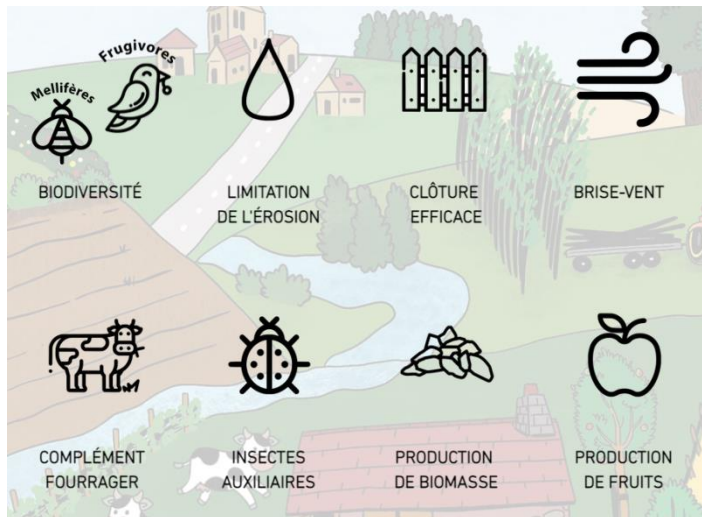 Mellifères
Frugivores
BIODIVERSITÉ
LIMITATION
DE L'ÉROSION
CLÔTURE
EFFICACE
BRISE-VENT
COMPLÉMENT
FOURRAGER
INSECTES
AUXILIAIRES
PRODUCTION
DE BIOMASSE
PRODUCTION
DE FRUITS